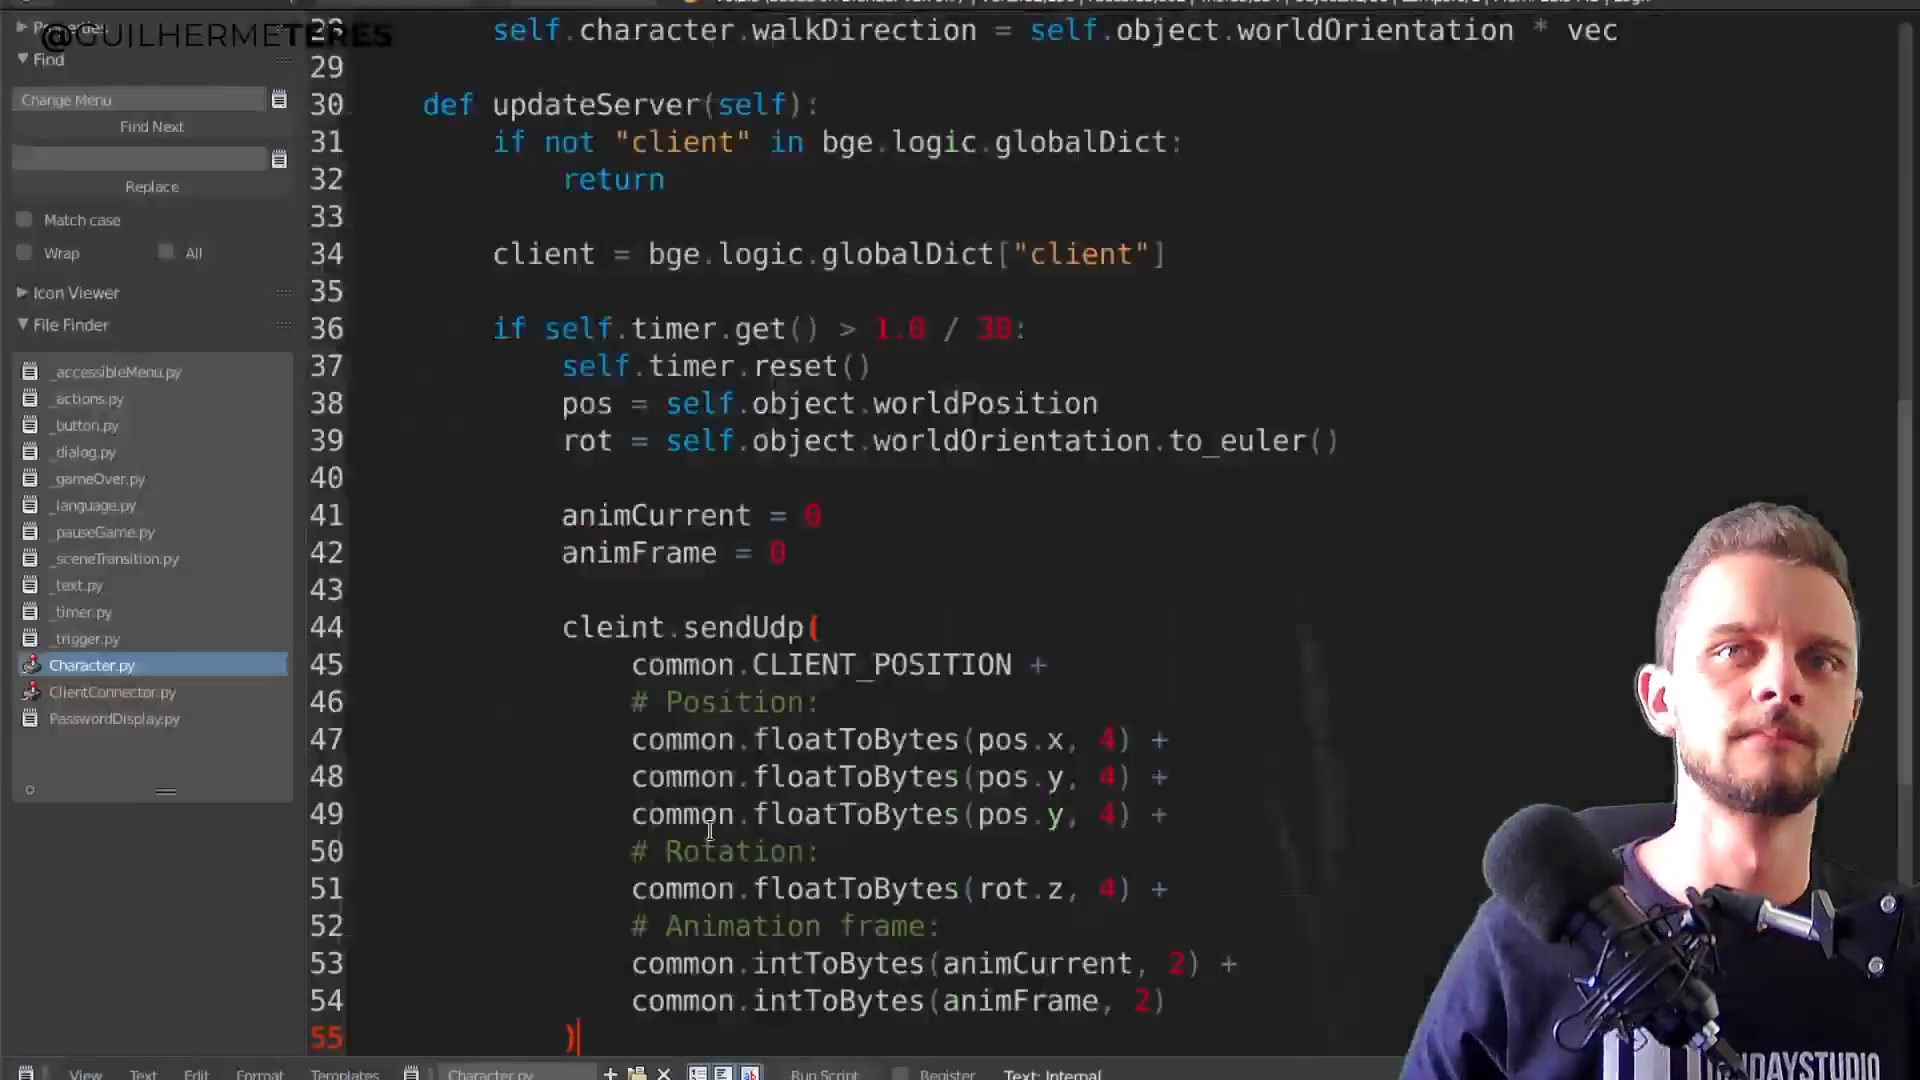 Properties
@GUILHERMETERES
Find
Change Menu
Find Next
Replace
Match case
Wrap
All
Icon Viewer
File Finder
_accessibleMenu.py
_actions.py
_button.py
_dialog.py
_gameOver.py
_language.py
_pauseGame.py
_sceneTransition.py
_text.py
_timer.py
_trigger.py
Character.py
ClientConnector.py
PasswordDisplay.py
self.character.walkDirection = self.object.worldOrientation * vec
29
30 def updateServer(self):
31 if not "client" in bge.logic.globalDict:
32 return
33
34 client = bge.logic.globalDict["client"]
35
36 if self.timer.get() > 1.0 / 30:
37 self.timer.reset()
38 pos = self.object.worldPosition
39 rot = self.object.worldOrientation.to_euler()
40
41 animCurrent = 0
42 animFrame = 0
43
44 cleint.sendUdp(
45 common.CLIENT_POSITION +
46 # Position:
47 common.floatToBytes(pos.x, 4) +
48 common.floatToBytes(pos.y, 4) +
49 common.floatToBytes(pos.y, 4) +
50 # Rotation:
51 common.floatToBytes(rot.z, 4) +
52 # Animation frame:
53 common.intToBytes(animCurrent, 2) +
54 common.intToBytes(animFrame, 2)
55 )
View Text Edit Format Templates Character.py Run Script Register Text: Internal
DAYSTUDIO